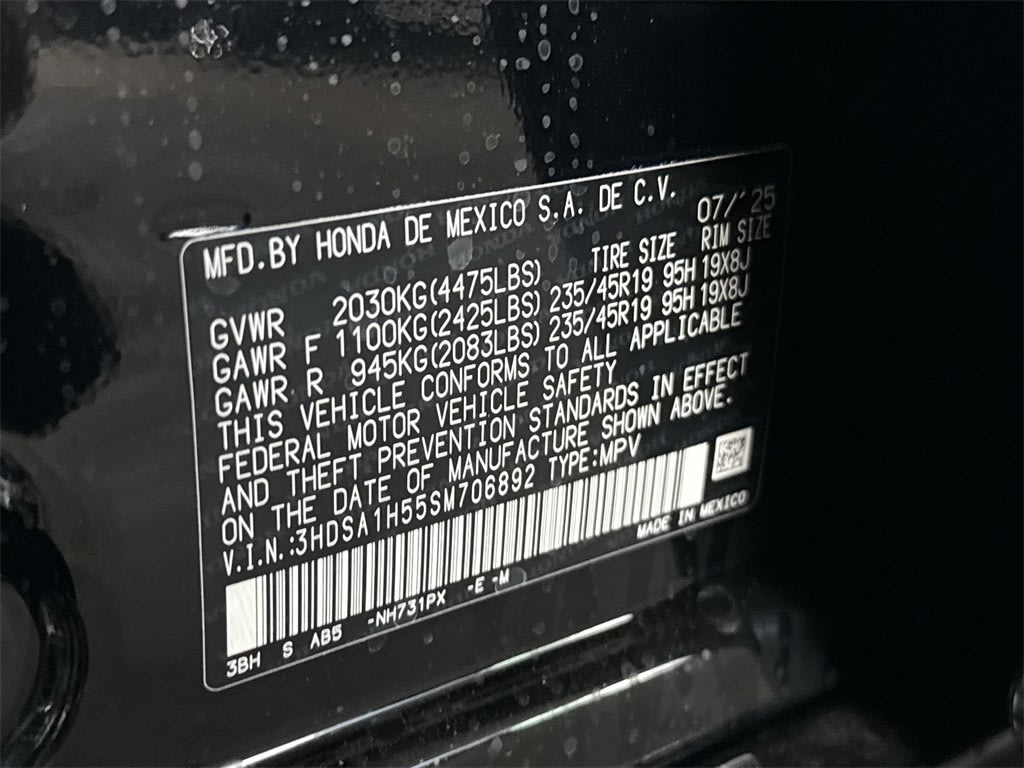 MFD.BY HONDA DE MEXICO S.A. DE C.V. 07/'25
TIRE SIZE RIM SIZE
GVWR 2030KG(4475LBS)
GAWR F 1100KG(2425LBS) 235/45R19 95H 19X8J
GAWR R 945KG(2083LBS) 235/45R19 95H 19X8J
THIS VEHICLE CONFORMS TO ALL APPLICABLE
FEDERAL MOTOR VEHICLE SAFETY
AND THEFT PREVENTION STANDARDS IN EFFECT
ON THE DATE OF MANUFACTURE SHOWN ABOVE.
V.I.N.:3HDSA1H55SM706892 TYPE:MPV
MADE IN MEXICO
3BH S AB5 -NH731PX -E -M